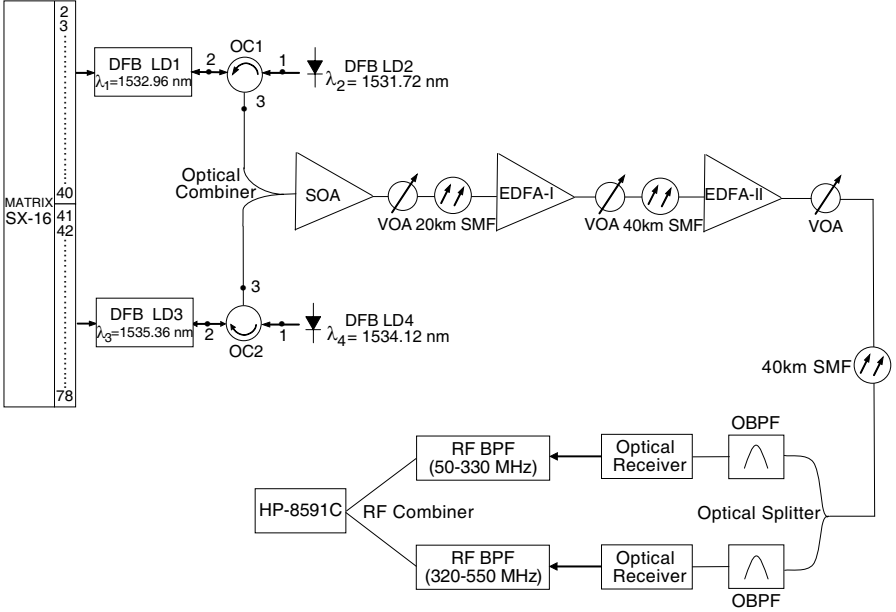 MATRIX
SX-16
2
3
40
41
42
78
DFB LD1
λ1=1532.96 nm
2
OC1
1
3
DFB LD2
λ2= 1531.72 nm
Optical
Combiner
SOA
VOA
20km SMF
EDFA-I
VOA
40km SMF
EDFA-II
VOA
DFB LD3
λ3=1535.36 nm
2
3
OC2
1
DFB LD4
λ4= 1534.12 nm
40km SMF
OBPF
Optical
Receiver
RF BPF
(50-330 MHz)
HP-8591C
RF Combiner
Optical Splitter
RF BPF
(320-550 MHz)
Optical
Receiver
OBPF